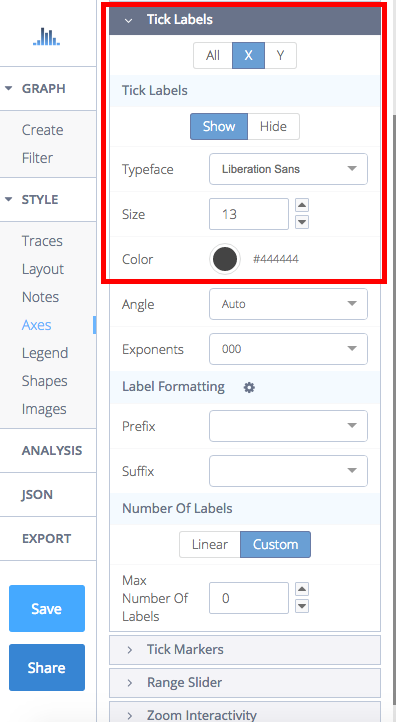 GRAPH
Create
Filter
STYLE
Traces
Layout
Notes
Axes
Legend
Shapes
Images
ANALYSIS
JSON
EXPORT
Save
Share
Tick Labels
All X Y
Tick Labels
Show Hide
Typeface Liberation Sans
Size 13
Color #444444
Angle Auto
Exponents 000
Label Formatting
Prefix
Suffix
Number Of Labels
Linear Custom
Max
Number Of 0
Labels
Tick Markers
Range Slider
Zoom Interactivity